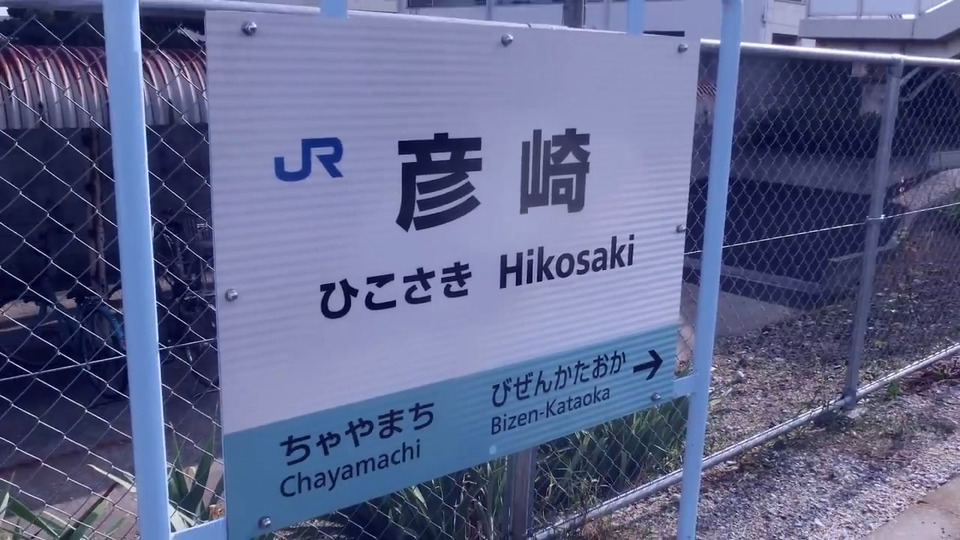 JR 彦崎
ひこさき Hikosaki
ちゃやまち びぜんかたおか →
Chayamachi Bizen-Kataoka